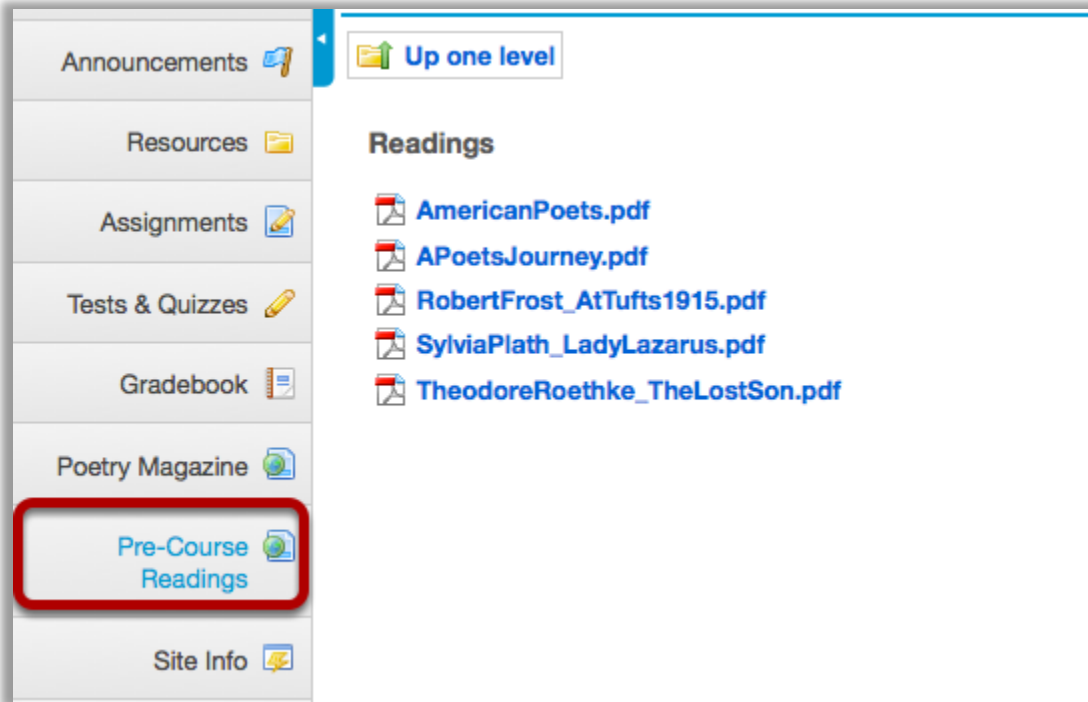 Announcements
Resources
Assignments
Tests & Quizzes
Gradebook
Poetry Magazine
Pre-Course
Readings
Site Info
Up one level
Readings
AmericanPoets.pdf
APoetsJourney.pdf
RobertFrost_AtTufts1915.pdf
SylviaPlath_LadyLazarus.pdf
TheodoreRoethke_TheLostSon.pdf